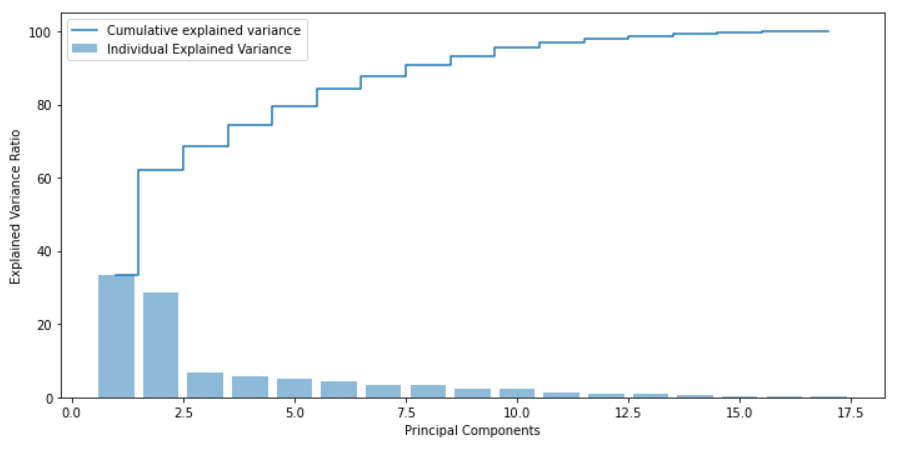 Cumulative explained variance
Individual Explained Variance
100
80
60
40
20
0
Explained Variance Ratio
0.0 2.5 5.0 7.5 10.0 12.5 15.0 17.5
Principal Components